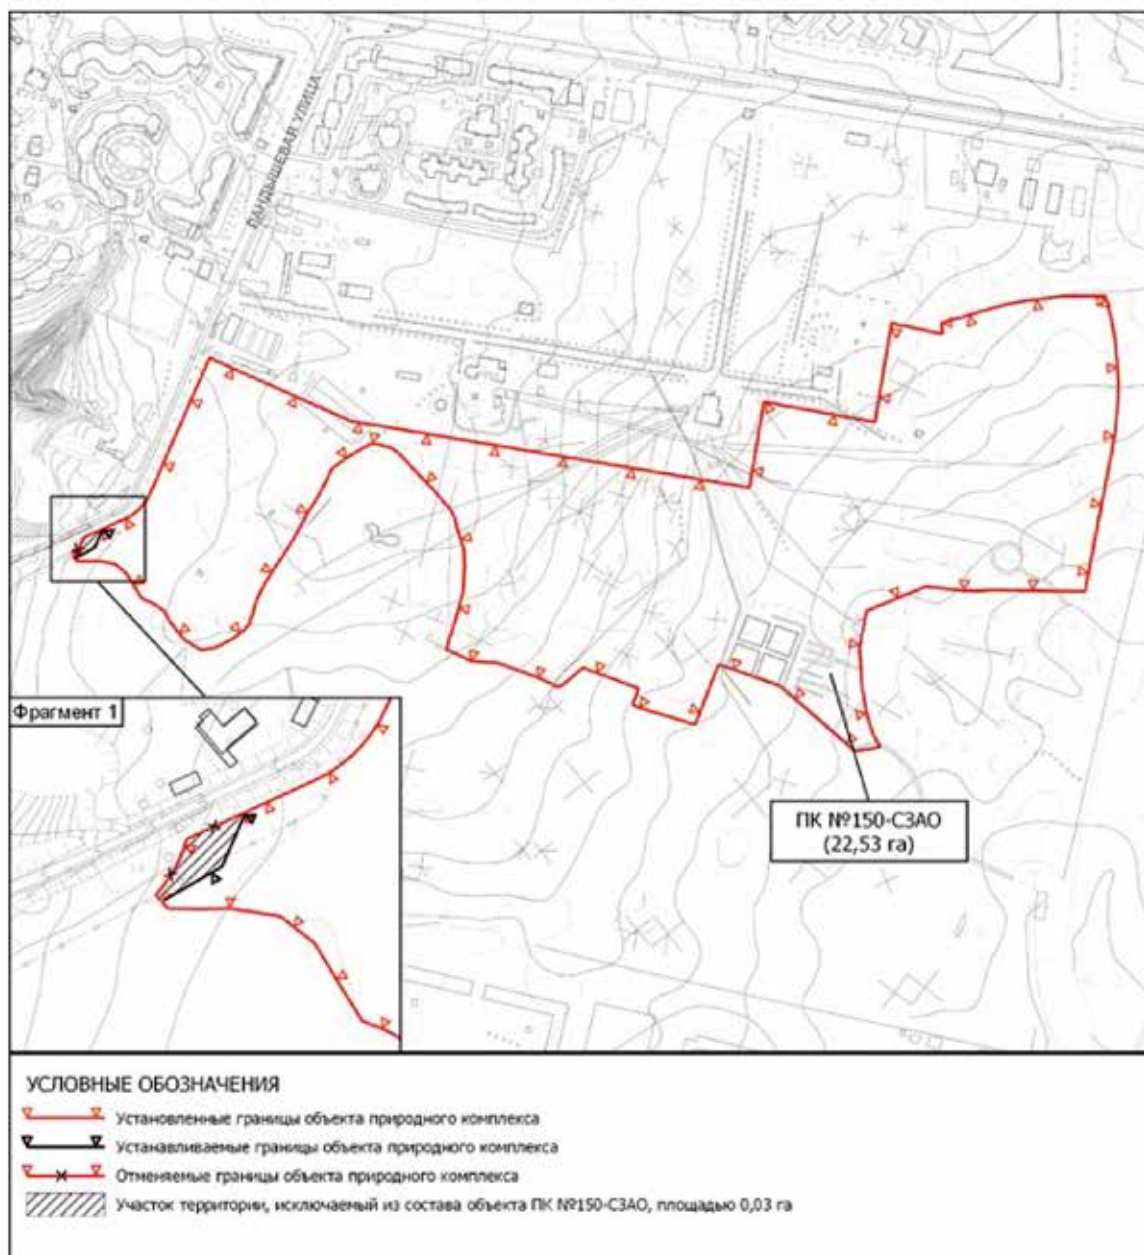 ЛАНДЫШЕВАЯ УЛИЦА
Фрагмент 1
ПК №150-СЗАО
(22,53 га)
УСЛОВНЫЕ ОБОЗНАЧЕНИЯ
Установленные границы объекта природного комплекса
Устанавливаемые границы объекта природного комплекса
Отменяемые границы объекта природного комплекса
Участок территории, исключаемый из состава объекта ПК №150-СЗАО, площадью 0,03 га